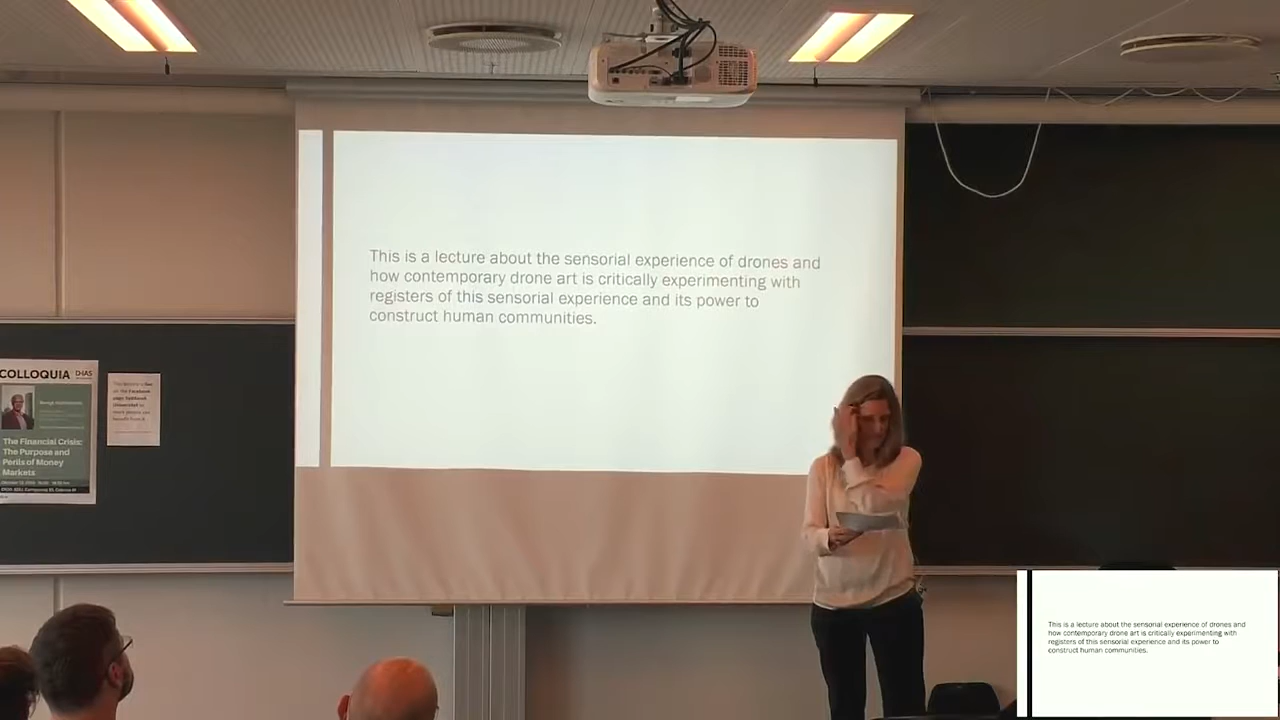 This is a lecture about the sensorial experience of drones and
how contemporary drone art is critically experimenting with
registers of this sensorial experience and its power to
construct human communities.
COLLOQUIA DIAS
The Financial Crisis:
The Purpose and
Perils of Money
Markets
This is a lecture about the sensorial experience of drones and
how contemporary drone art is critically experimenting with
registers of this sensorial experience and its power to
construct human communities.